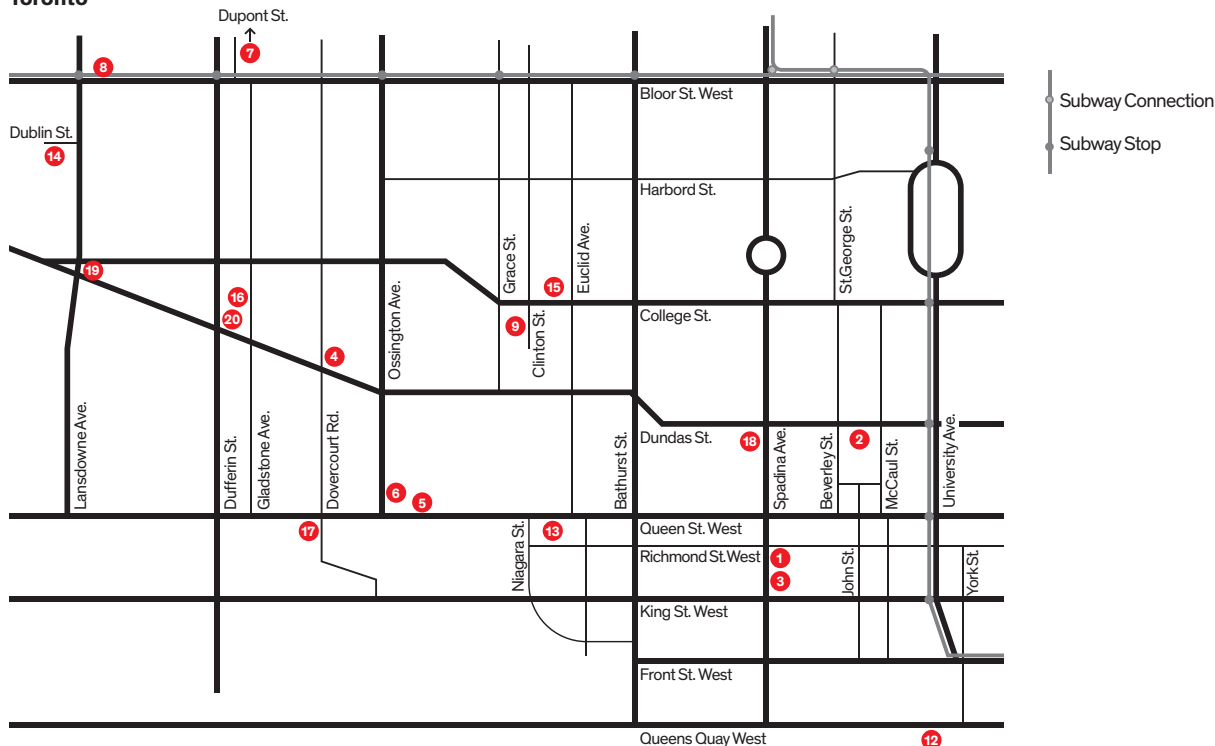 Toronto
Dupont St.
7
8
Bloor St. West
Subway Connection
Dublin St.
14
Subway Stop
Harbord St.
19
Grace St.
Euclid Ave.
St.George St.
15
16
20
9
Clinton St.
College St.
Ossington Ave.
4
Lansdowne Ave.
Dufferin St.
Gladstone Ave.
Dovercourt Rd.
Bathurst St.
Dundas St.
18
Spadina Ave.
Beverley St.
2
McCaul St.
University Ave.
6
5
17
Niagara St.
13
Queen St. West
Richmond St. West
1
3
John St.
York St.
King St. West
Front St. West
Queens Quay West
12